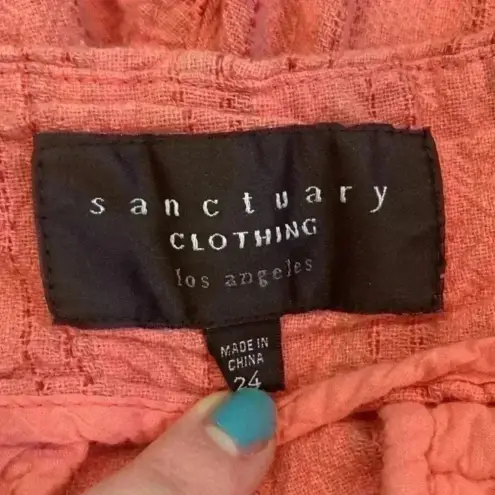 sanctuary
CLOTHING
los angeles
MADE IN
CHINA
24